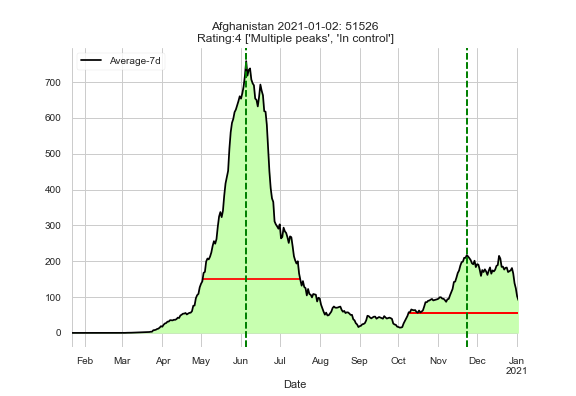 Afghanistan 2021-01-02: 51526
Rating:4 ['Multiple peaks', 'In control']
Average-7d
700
600
500
400
300
200
100
0
Feb Mar Apr May Jun Jul Aug Sep Oct Nov Dec Jan
2021
Date